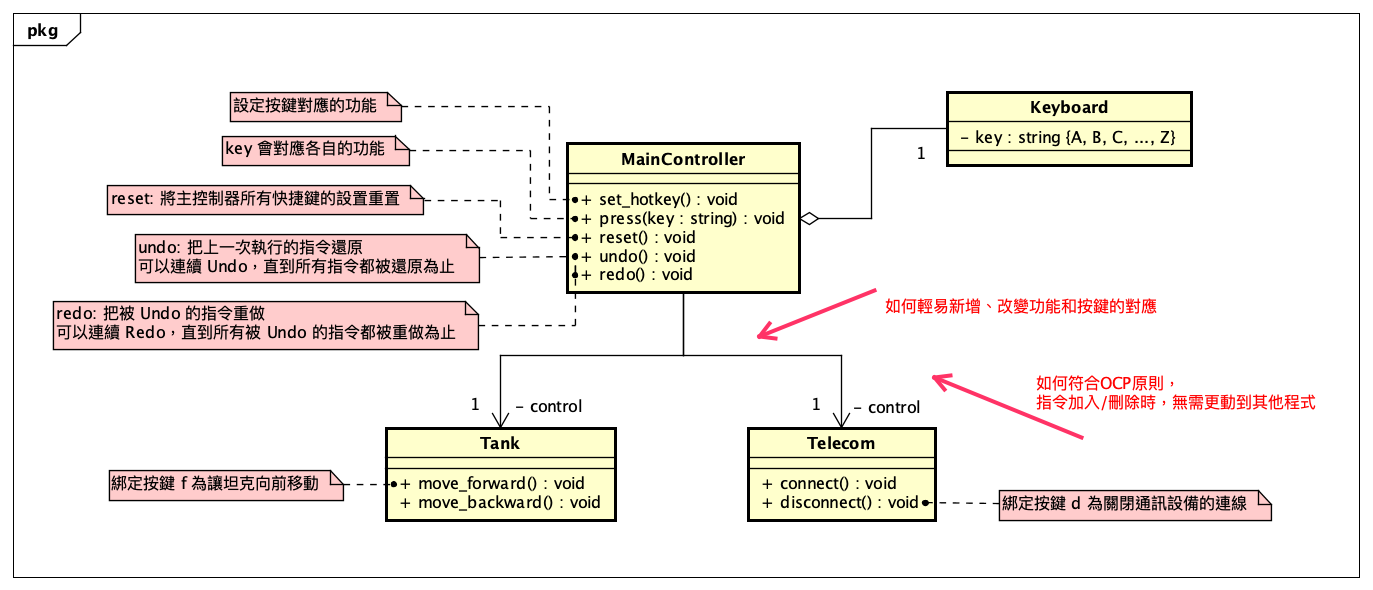 pkg
設定按鍵對應的功能
key 會對應各自的功能
reset: 將主控制器所有快捷鍵的設置重置
undo: 把上一次執行的指令還原
可以連續 Undo，直到所有指令都被還原為止
redo: 把被 Undo 的指令重做
可以連續 Redo，直到所有被 Undo 的指令都被重做為止
MainController
+ set_hotkey() : void
+ press(key : string) : void
+ reset() : void
+ undo() : void
+ redo() : void
Keyboard
- key : string {A, B, C, ..., Z}
1
如何輕易新增、改變功能和按鍵的對應
如何符合OCP原則，
指令加入/刪除時，無需更動到其他程式
1
- control
1
- control
Tank
+ move_forward() : void
+ move_backward() : void
綁定按鍵 f 為讓坦克向前移動
Telecom
+ connect() : void
+ disconnect() : void
綁定按鍵 d 為關閉通訊設備的連線